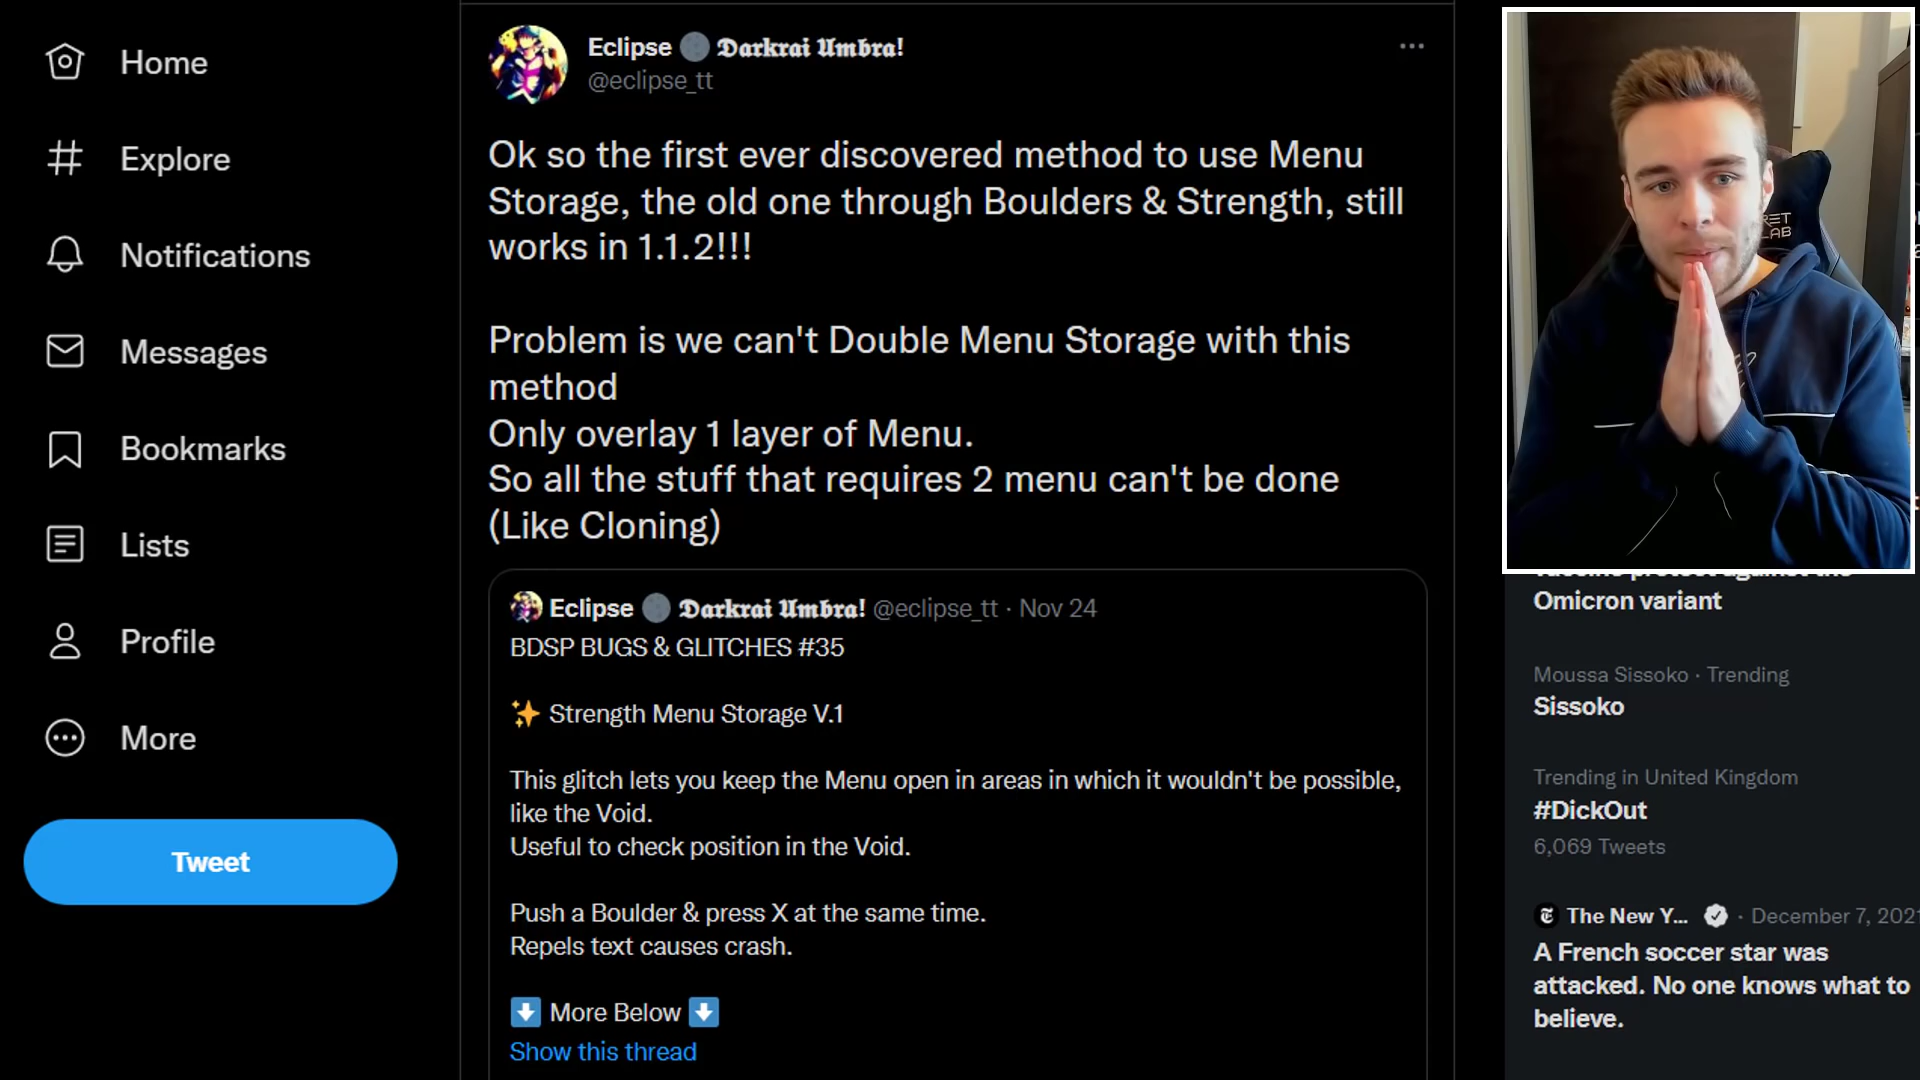 Home
Explore
Notifications
Messages
Bookmarks
Lists
Profile
More
Tweet
Eclipse 🌑 𝕯𝖆𝖗𝖐𝖗𝖆𝖎 𝖀𝖒𝖇𝖗𝖆!
@eclipse_tt
Ok so the first ever discovered method to use Menu
Storage, the old one through Boulders & Strength, still
works in 1.1.2!!!
Problem is we can't Double Menu Storage with this
method
Only overlay 1 layer of Menu.
So all the stuff that requires 2 menu can't be done
(Like Cloning)
Eclipse 🌑 𝕯𝖆𝖗𝖐𝖗𝖆𝖎 𝖀𝖒𝖇𝖗𝖆! @eclipse_tt · Nov 24
BDSP BUGS & GLITCHES #35
✨ Strength Menu Storage V.1
This glitch lets you keep the Menu open in areas in which it wouldn't be possible,
like the Void.
Useful to check position in the Void.
Push a Boulder & press X at the same time.
Repels text causes crash.
⬇️ More Below ⬇️
Show this thread
vaccine protect against the
Omicron variant
Moussa Sissoko · Trending
Sissoko
Trending in United Kingdom
#DickOut
6,069 Tweets
The New Y... · December 7, 2021
A French soccer star was
attacked. No one knows what to
believe.